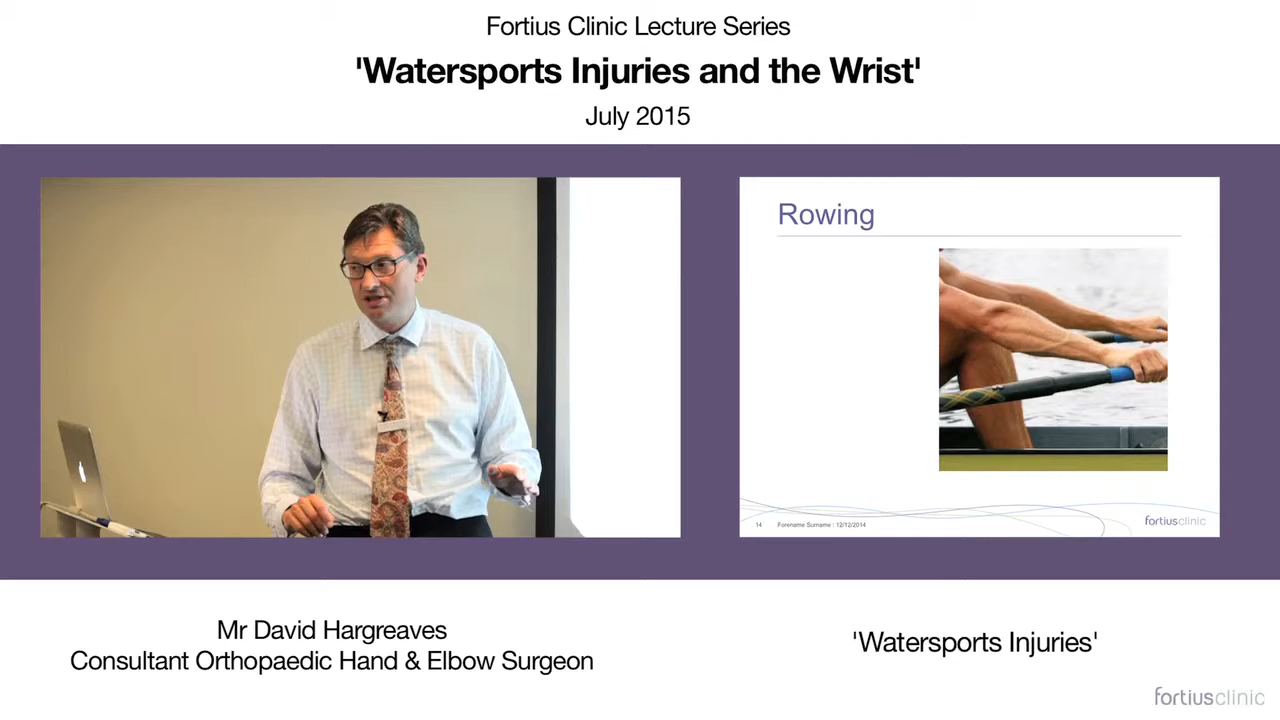 Fortius Clinic Lecture Series
'Watersports Injuries and the Wrist'
July 2015
Rowing
14 Forename Surname : 12/12/2014
fortiusclinic
Mr David Hargreaves
Consultant Orthopaedic Hand & Elbow Surgeon
'Watersports Injuries'
fortiusclinic